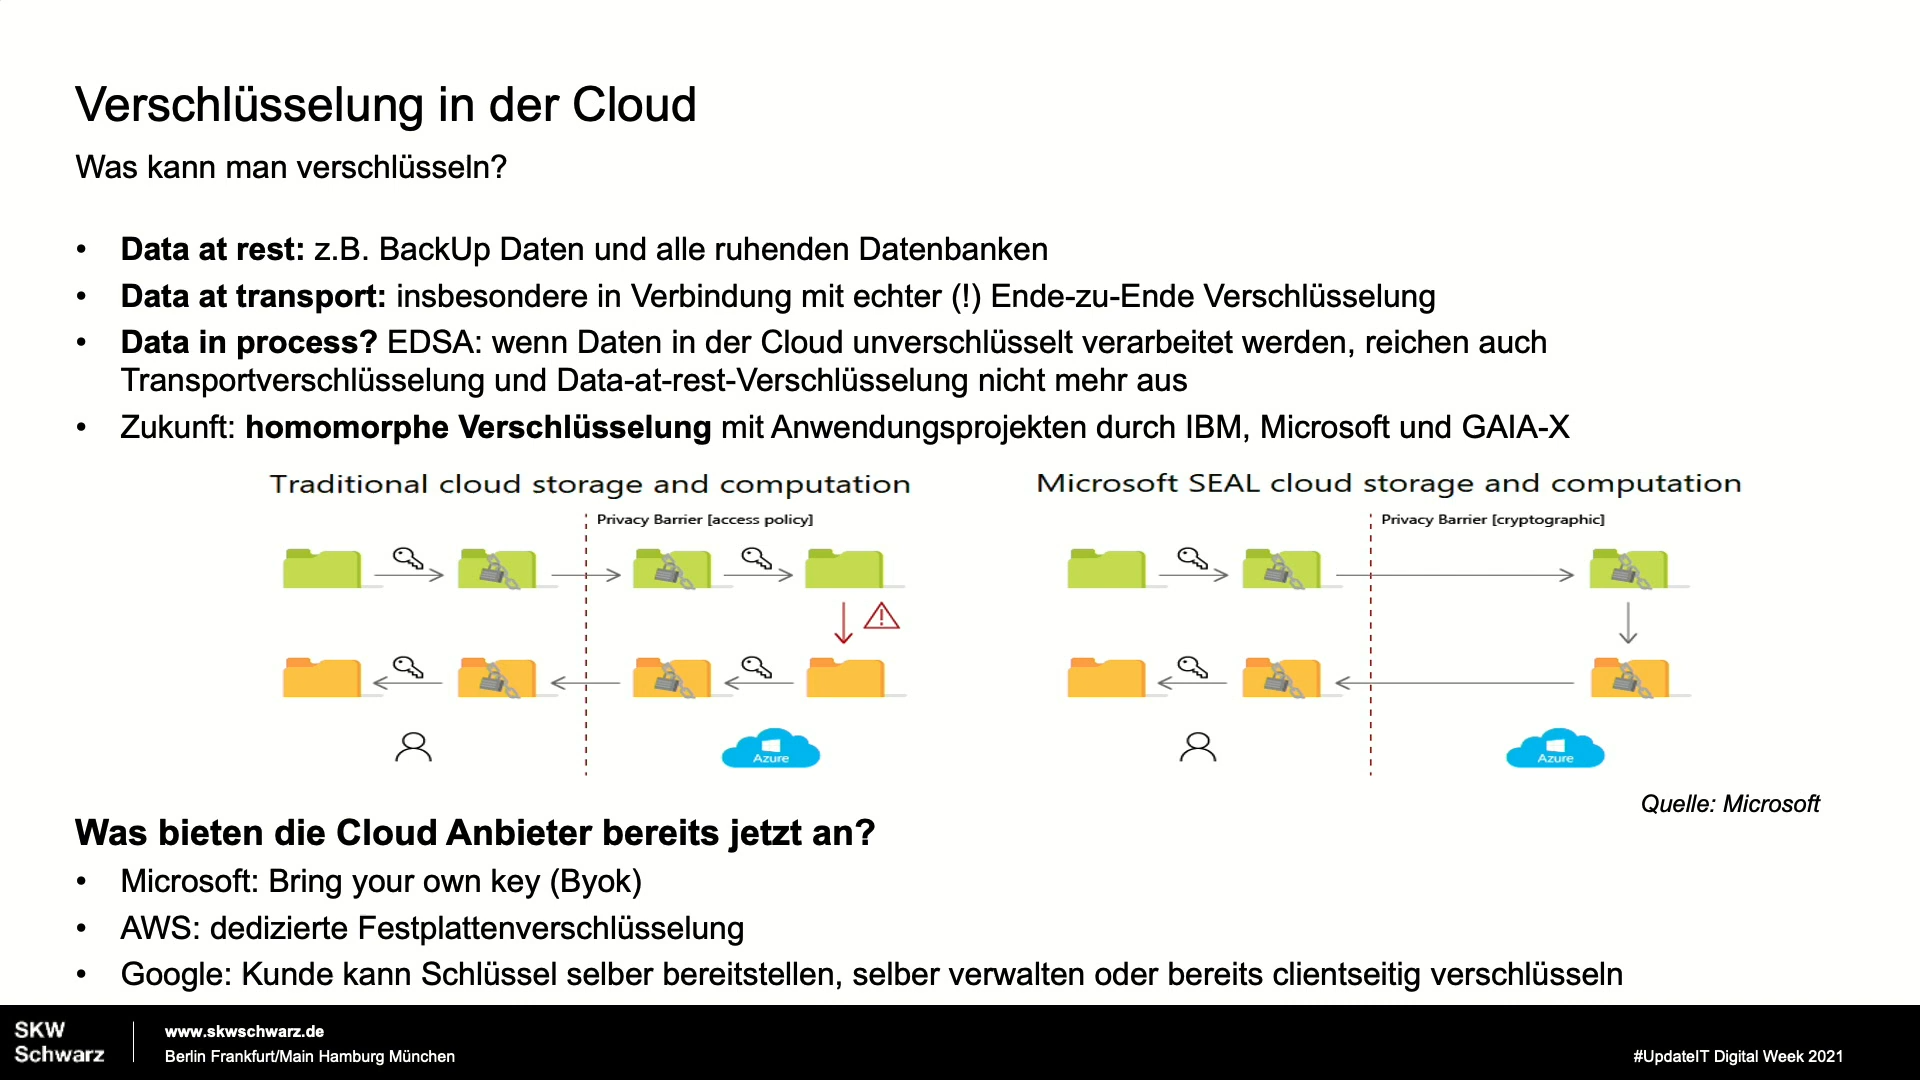 Verschlüsselung in der Cloud
Was kann man verschlüsseln?
• Data at rest: z.B. BackUp Daten und alle ruhenden Datenbanken
• Data at transport: insbesondere in Verbindung mit echter (!) Ende-zu-Ende Verschlüsselung
• Data in process? EDSA: wenn Daten in der Cloud unverschlüsselt verarbeitet werden, reichen auch
Transportverschlüsselung und Data-at-rest-Verschlüsselung nicht mehr aus
• Zukunft: homomorphe Verschlüsselung mit Anwendungsprojekten durch IBM, Microsoft und GAIA-X
Traditional cloud storage and computation
Privacy Barrier [access policy]
Azure
Microsoft SEAL cloud storage and computation
Privacy Barrier [cryptographic]
Azure
Quelle: Microsoft
Was bieten die Cloud Anbieter bereits jetzt an?
• Microsoft: Bring your own key (Byok)
• AWS: dedizierte Festplattenverschlüsselung
• Google: Kunde kann Schlüssel selber bereitstellen, selber verwalten oder bereits clientseitig verschlüsseln
SKW
Schwarz
www.skwschwarz.de
Berlin Frankfurt/Main Hamburg München
#UpdateIT Digital Week 2021